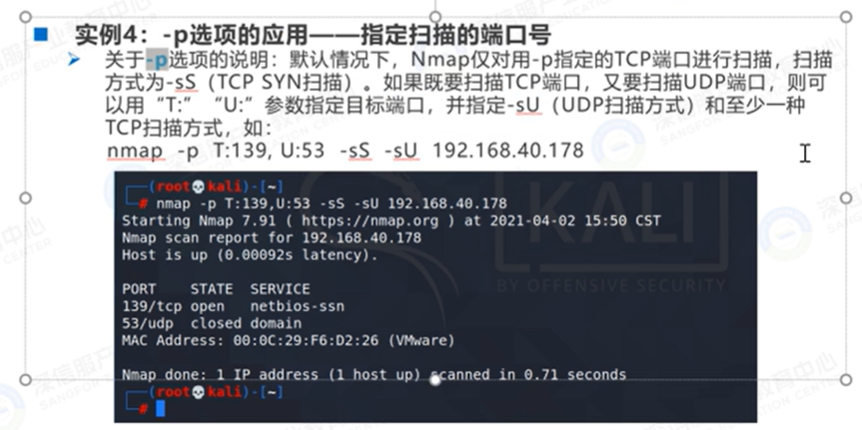 实例4：-p选项的应用——指定扫描的端口号
关于-p选项的说明：默认情况下，Nmap仅对用-p指定的TCP端口进行扫描，扫描
方式为-sS（TCP SYN扫描）。如果既要扫描TCP端口，又要扫描UDP端口，则可
以用“T:”“U:”参数指定目标端口，并指定-sU（UDP扫描方式）和至少一种
TCP扫描方式，如：
nmap -p T:139, U:53 -sS -sU 192.168.40.178
(root💀kali)-[~]
# nmap -p T:139,U:53 -sS -sU 192.168.40.178
Starting Nmap 7.91 ( https://nmap.org ) at 2021-04-02 15:50 CST
Nmap scan report for 192.168.40.178
Host is up (0.00092s latency).
PORT STATE SERVICE
139/tcp open netbios-ssn
53/udp closed domain
MAC Address: 00:0C:29:F6:D2:26 (VMware)
Nmap done: 1 IP address (1 host up) scanned in 0.71 seconds
(root💀kali)-[~]
#
KALI
BY OFFENSIVE SECURITY